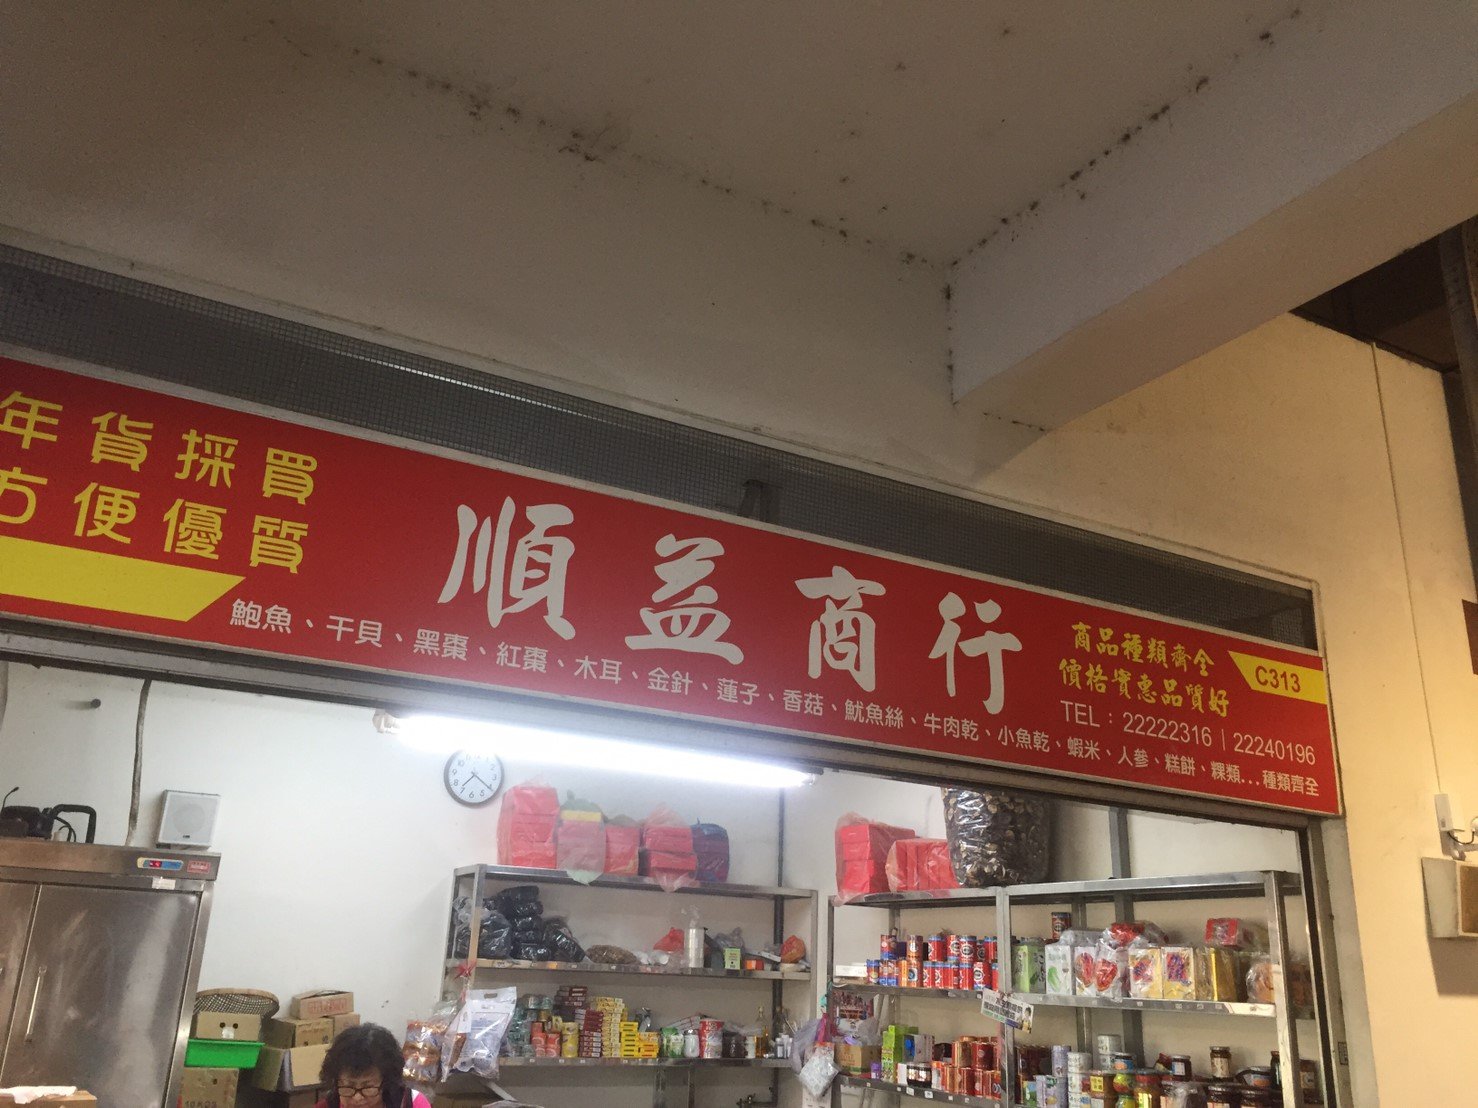 年貨採買
方便優質
順益商行
商品種類齊全
價格實惠品質好
C313
TEL：22222316｜22240196
鮑魚、干貝、黑棗、紅棗、木耳、金針、蓮子、香菇、魷魚絲、牛肉乾、小魚乾、蝦米、人蔘、糕餅、粿類...種類齊全